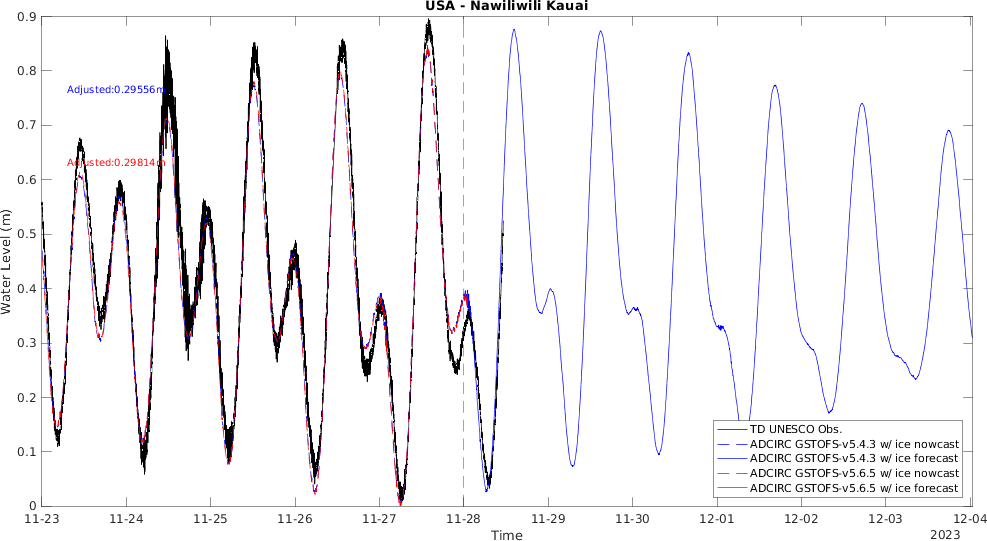 USA - Nawiliwili Kauai
0.9
0.8
0.7
0.6
0.5
0.4
0.3
0.2
0.1
0
Water Level (m)
Adjusted:0.29556m
Adjusted:0.29814m
TD UNESCO Obs.
ADCIRC GSTOFS-v5.4.3 w/ ice nowcast
ADCIRC GSTOFS-v5.4.3 w/ ice forecast
ADCIRC GSTOFS-v5.6.5 w/ ice nowcast
ADCIRC GSTOFS-v5.6.5 w/ ice forecast
11-23 11-24 11-25 11-26 11-27 11-28 11-29 11-30 12-01 12-02 12-03 12-04
Time
2023